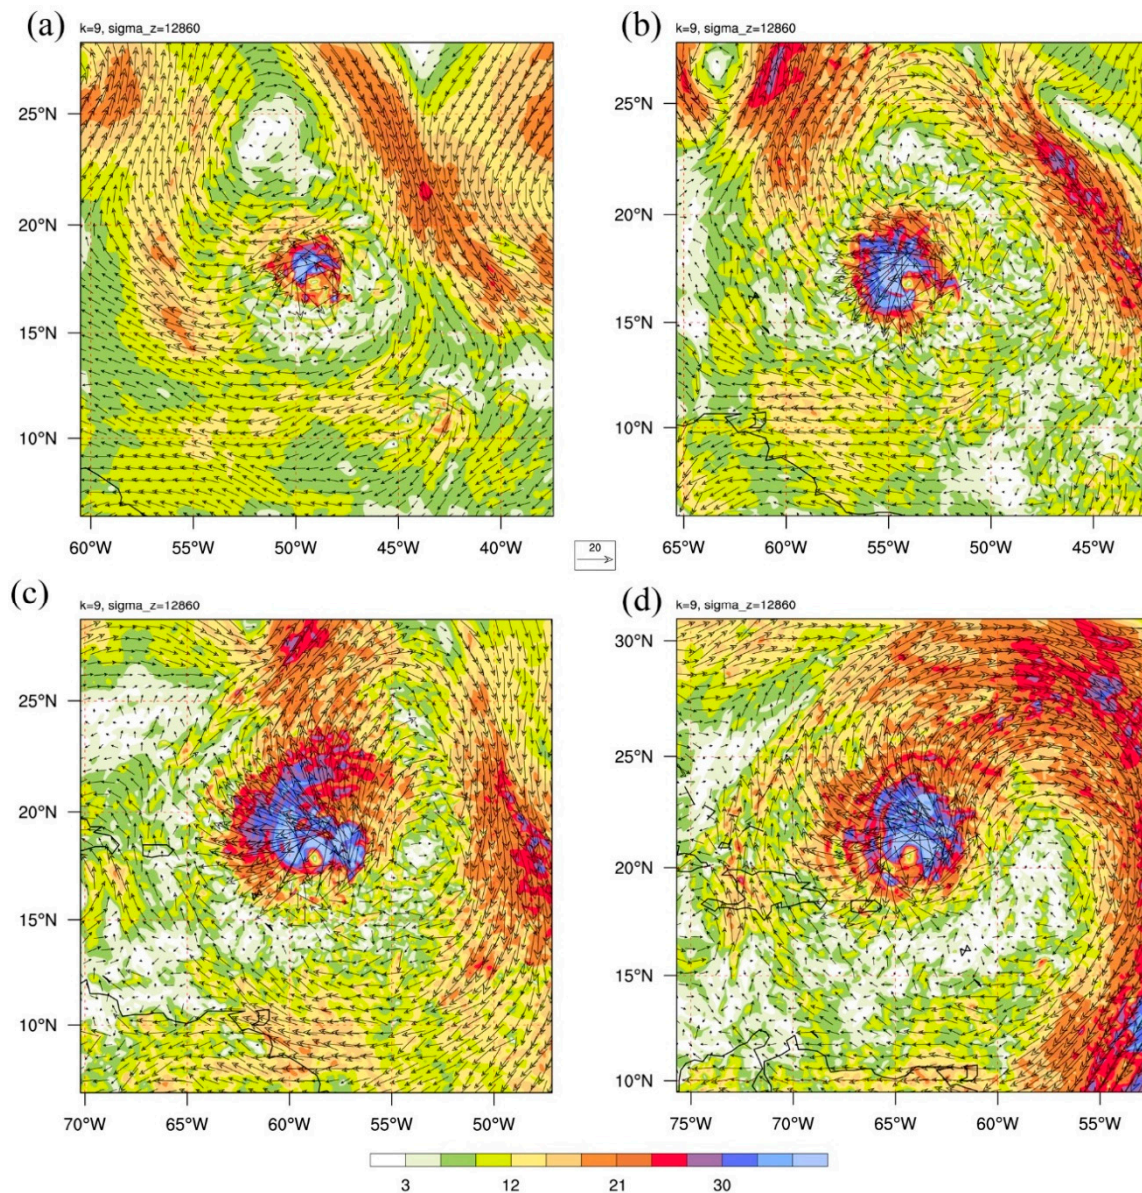 (a)
k=9, sigma_z=12860
25°N
20°N
15°N
10°N
60°W 55°W 50°W 45°W 40°W
(b)
k=9, sigma_z=12860
25°N
20°N
15°N
10°N
65°W 60°W 55°W 50°W 45°W
20
(c)
k=9, sigma_z=12860
25°N
20°N
15°N
10°N
70°W 65°W 60°W 55°W 50°W
(d)
k=9, sigma_z=12860
30°N
25°N
20°N
15°N
10°N
75°W 70°W 65°W 60°W 55°W
3 12 21 30